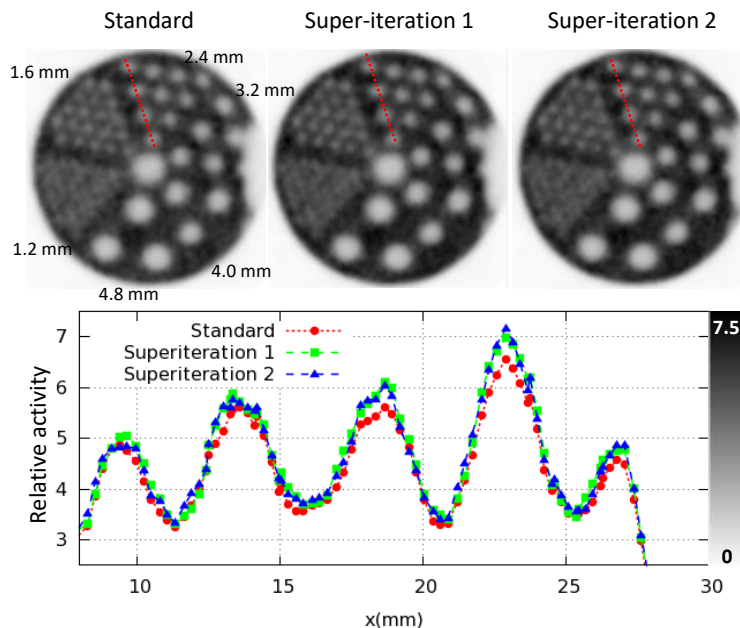 Standard Super-iteration 1 Super-iteration 2
2.4 mm
1.6 mm
3.2 mm
1.2 mm
4.0 mm
4.8 mm
7
6
5
4
3
Relative activity
Standard
Superiteration 1
Superiteration 2
7.5
0
10 15 20 25 30
x(mm)